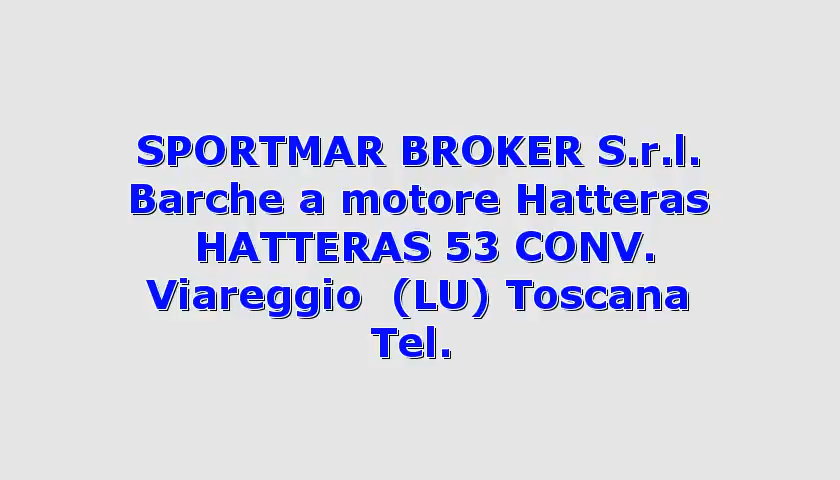 SPORTMAR BROKER S.r.l.
Barche a motore Hatteras
HATTERAS 53 CONV.
Viareggio  (LU) Toscana
Tel.